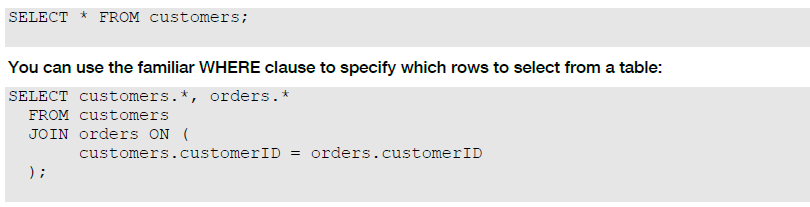 SELECT * FROM customers;
You can use the familiar WHERE clause to specify which rows to select from a table:
SELECT customers.*, orders.*
  FROM customers
  JOIN orders ON (
       customers.customerID = orders.customerID
  );